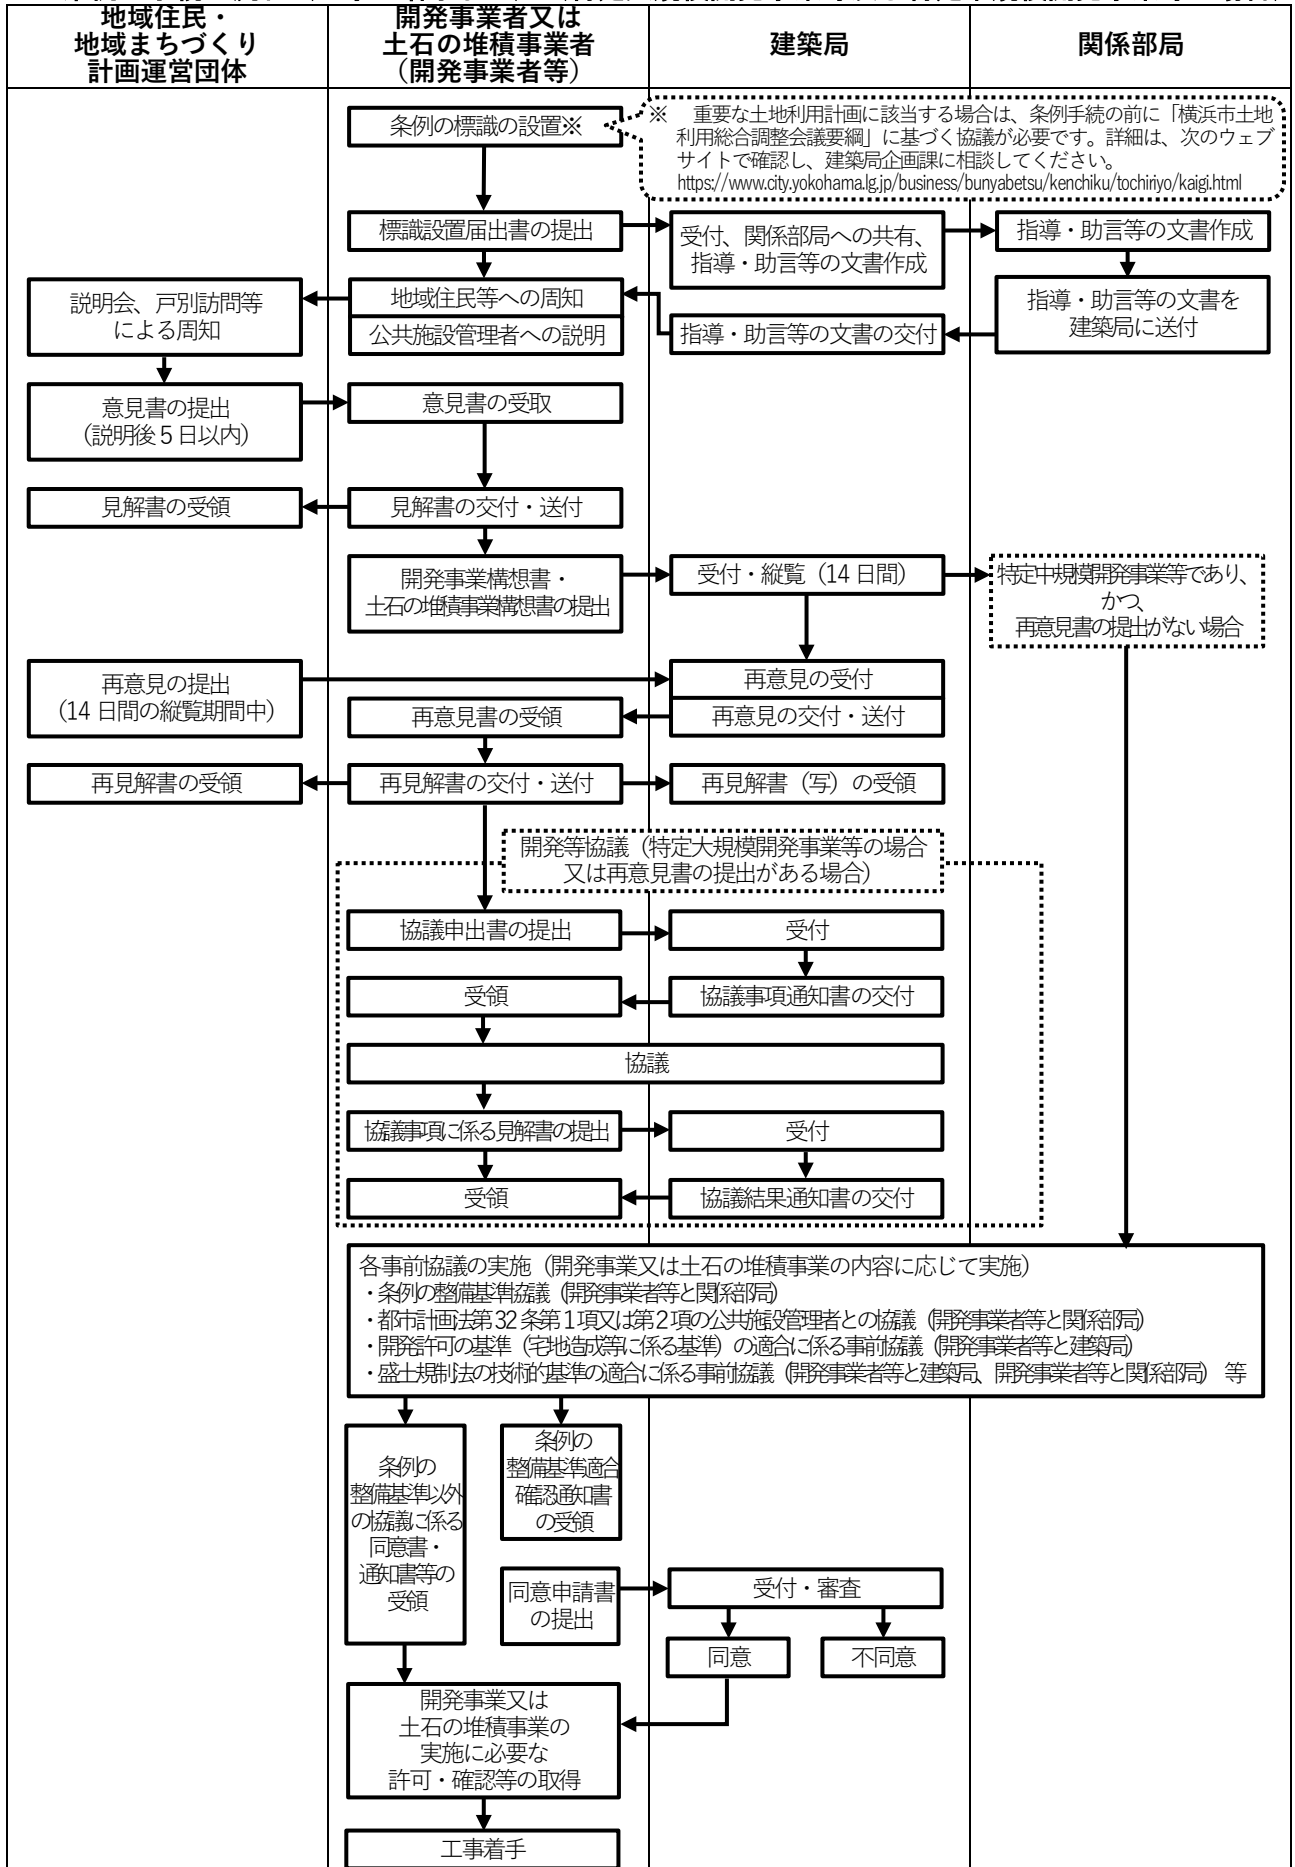 地域住民・
地域まちづくり
計画運営団体
開発事業者又は
土石の堆積事業者
（開発事業者等）
建築局
関係部局
条例の標識の設置※
※　重要な土地利用計画に該当する場合は、条例手続の前に「横浜市土地
利用総合調整会議要綱」に基づく協議が必要です。詳細は、次のウェブ
サイトで確認し、建築局企画課に相談してください。
https://www.city.yokohama.lg.jp/business/bunyabetsu/kenchiku/tochiriyo/kaigi.html
標識設置届出書の提出
受付、関係部局への共有、
指導・助言等の文書作成
指導・助言等の文書作成
説明会、戸別訪問等
による周知
地域住民等への周知
公共施設管理者への説明
指導・助言等の文書の交付
指導・助言等の文書を
建築局に送付
意見書の提出
（説明後５日以内）
意見書の受取
見解書の受領
見解書の交付・送付
開発事業構想書・
土石の堆積事業構想書の提出
受付・縦覧（14 日間）
特定中規模開発事業等であり、
かつ、
再意見書の提出がない場合
再意見の提出
（14 日間の縦覧期間中）
再意見の受付
再意見書の受領
再意見の交付・送付
再見解書の受領
再見解書の交付・送付
再見解書（写）の受領
開発等協議（特定大規模開発事業等の場合
又は再意見書の提出がある場合）
協議申出書の提出
受付
受領
協議事項通知書の交付
協議
協議事項に係る見解書の提出
受付
受領
協議結果通知書の交付
各事前協議の実施（開発事業又は土石の堆積事業の内容に応じて実施）
・条例の整備基準協議（開発事業者等と関係部局）
・都市計画法第 32 条第１項又は第２項の公共施設管理者との協議（開発事業者等と関係部局）
・開発許可の基準（宅地造成等に係る基準）の適合に係る事前協議（開発事業者等と建築局）
・盛土規制法の技術的基準の適合に係る事前協議（開発事業者等と建築局、開発事業者等と関係部局）　等
条例の
整備基準以外
の協議に係る
同意書・
通知書等の
受領
条例の
整備基準適合
確認通知書
の受領
同意申請書
の提出
受付・審査
同意
不同意
開発事業又は
土石の堆積事業の
実施に必要な
許可・確認等の取得
工事着手